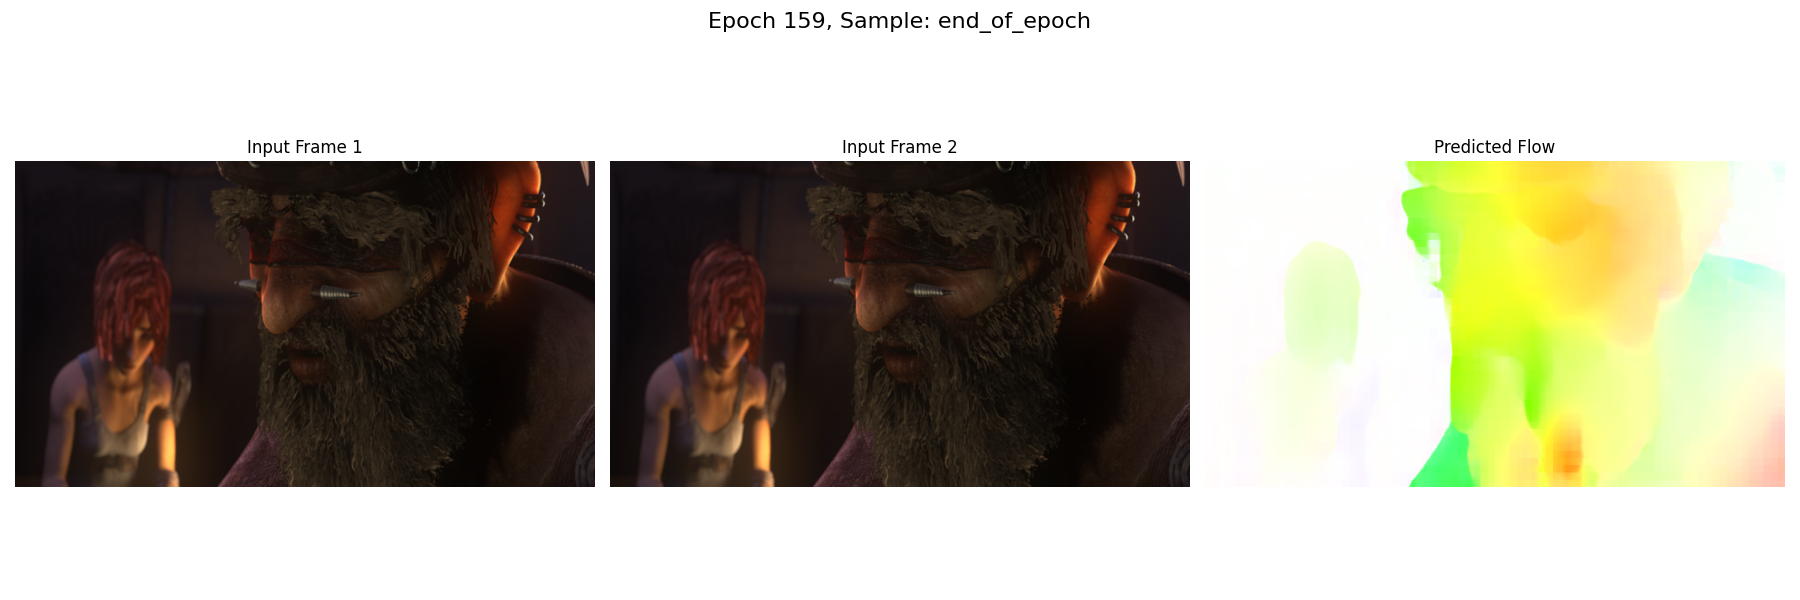 Epoch 159, Sample: end_of_epoch
Input Frame 1
Input Frame 2
Predicted Flow